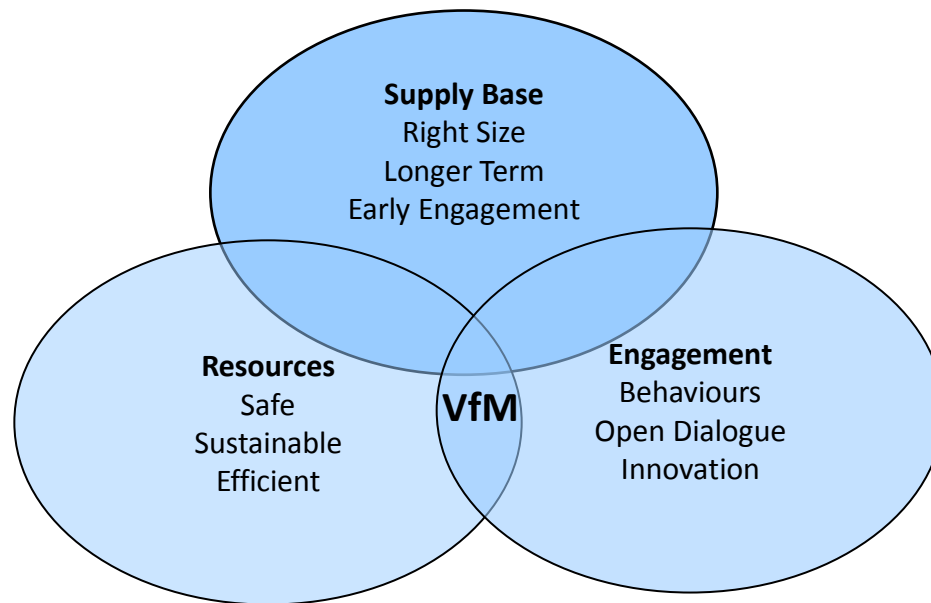 Supply Base
Right Size
Longer Term
Early Engagement
Resources
Safe
Sustainable
Efficient
VfM
Engagement
Behaviours
Open Dialogue
Innovation